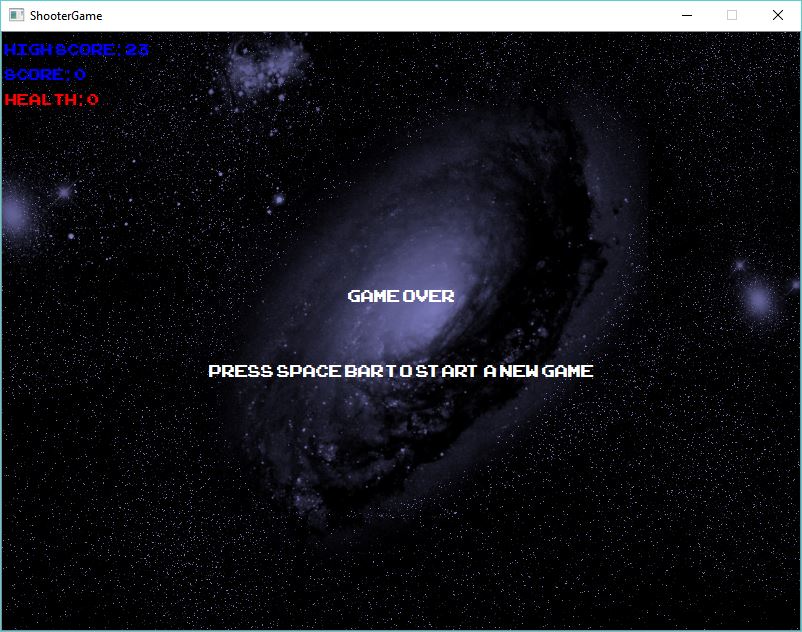 ShooterGame
HIGH SCORE: 23
SCORE: 0
HEALTH: 0
GAME OVER
PRESS SPACE BAR TO START A NEW GAME